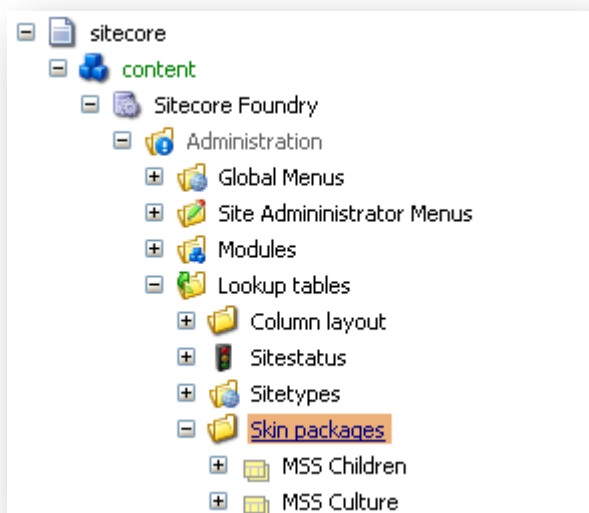 sitecore
content
Sitecore Foundry
Administration
Global Menus
Site Admininistrator Menus
Modules
Lookup tables
Column layout
Sitestatus
Sitetypes
Skin packages
MSS Children
MSS Culture